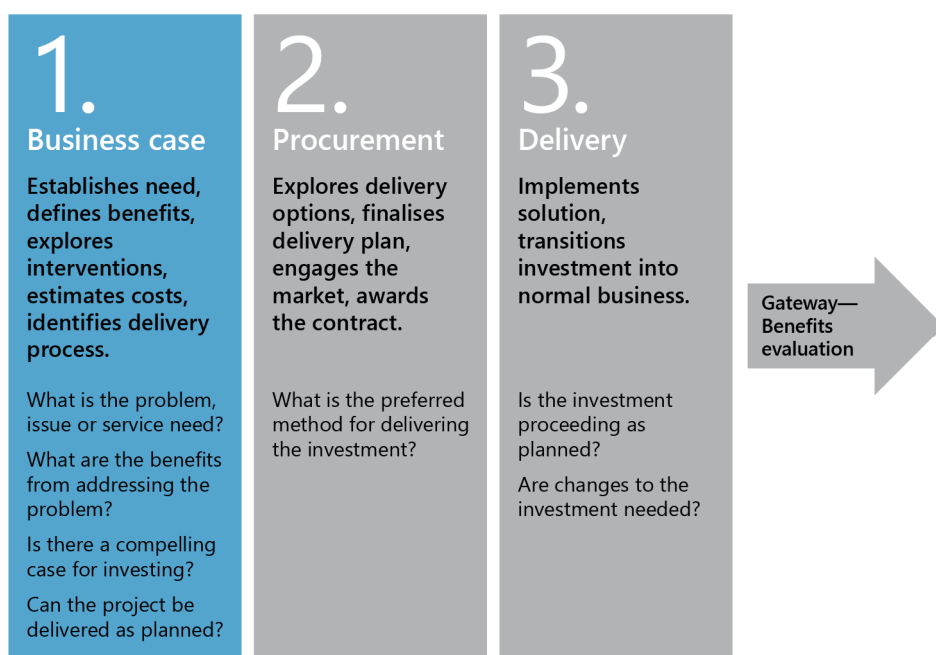 1.
Business case
Establishes need,
defines benefits,
explores
interventions,
estimates costs,
identifies delivery
process.
What is the problem,
issue or service need?
What are the benefits
from addressing the
problem?
Is there a compelling
case for investing?
Can the project be
delivered as planned?
2.
Procurement
Explores delivery
options, finalises
delivery plan,
engages the
market, awards
the contract.
What is the preferred
method for delivering
the investment?
3.
Delivery
Implements
solution,
transitions
investment into
normal business.
Is the investment
proceeding as
planned?
Are changes to the
investment needed?
Gateway—
Benefits
evaluation